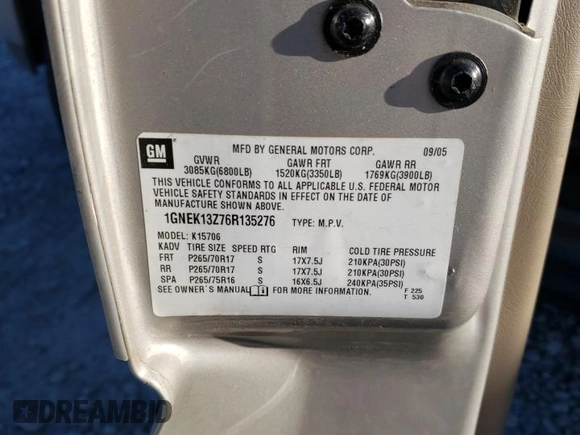 GM
MFD BY GENERAL MOTORS CORP. 09/05
GVWR GAWR FRT GAWR RR
3085KG(6800LB) 1520KG(3350LB) 1769KG(3900LB)
THIS VEHICLE CONFORMS TO ALL APPLICABLE U.S. FEDERAL MOTOR
VEHICLE SAFETY STANDARDS IN EFFECT ON THE DATE OF
MANUFACTURE SHOWN ABOVE.
1GNEK13Z76R135276 TYPE: M.P.V.
MODEL: K15706
KADV TIRE SIZE SPEED RTG RIM COLD TIRE PRESSURE
FRT P265/70R17 S 17X7.5J 210KPA(30PSI)
RR P265/70R17 S 17X7.5J 210KPA(30PSI)
SPA P265/75R16 S 16X6.5J 240KPA(35PSI)
SEE OWNER'S MANUAL FOR MORE INFORMATION.
F 225
T 530
DREAMBID